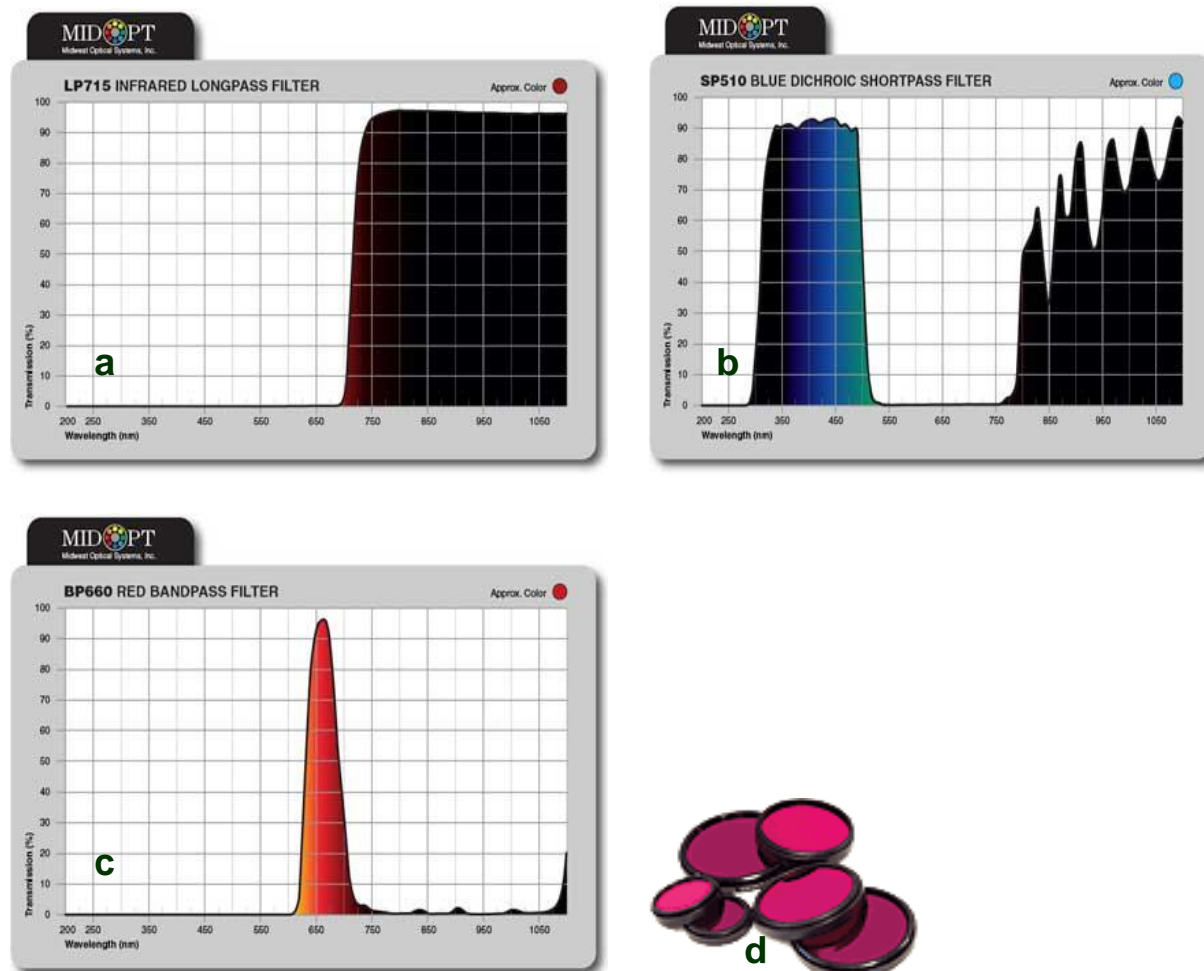 MIDOPT
Midwest Optical Systems, Inc.
LP715 INFRARED LONGPASS FILTER
Approx. Color
100
90
80
70
60
50
40
30
20
10
0
Transmission (%)
a
200 250 350 450 550 650 750 850 950 1060
Wavelength (nm)
MIDOPT
Midwest Optical Systems, Inc.
SP510 BLUE DICHROIC SHORTPASS FILTER
Approx. Color
100
90
80
70
60
50
40
30
20
10
0
Transmission (%)
b
200 250 350 450 550 650 750 850 950 1060
Wavelength (nm)
MIDOPT
Midwest Optical Systems, Inc.
BP660 RED BANDPASS FILTER
Approx. Color
100
90
80
70
60
50
40
30
20
10
0
Transmission (%)
c
200 250 350 450 550 650 750 850 950 1060
Wavelength (nm)
d